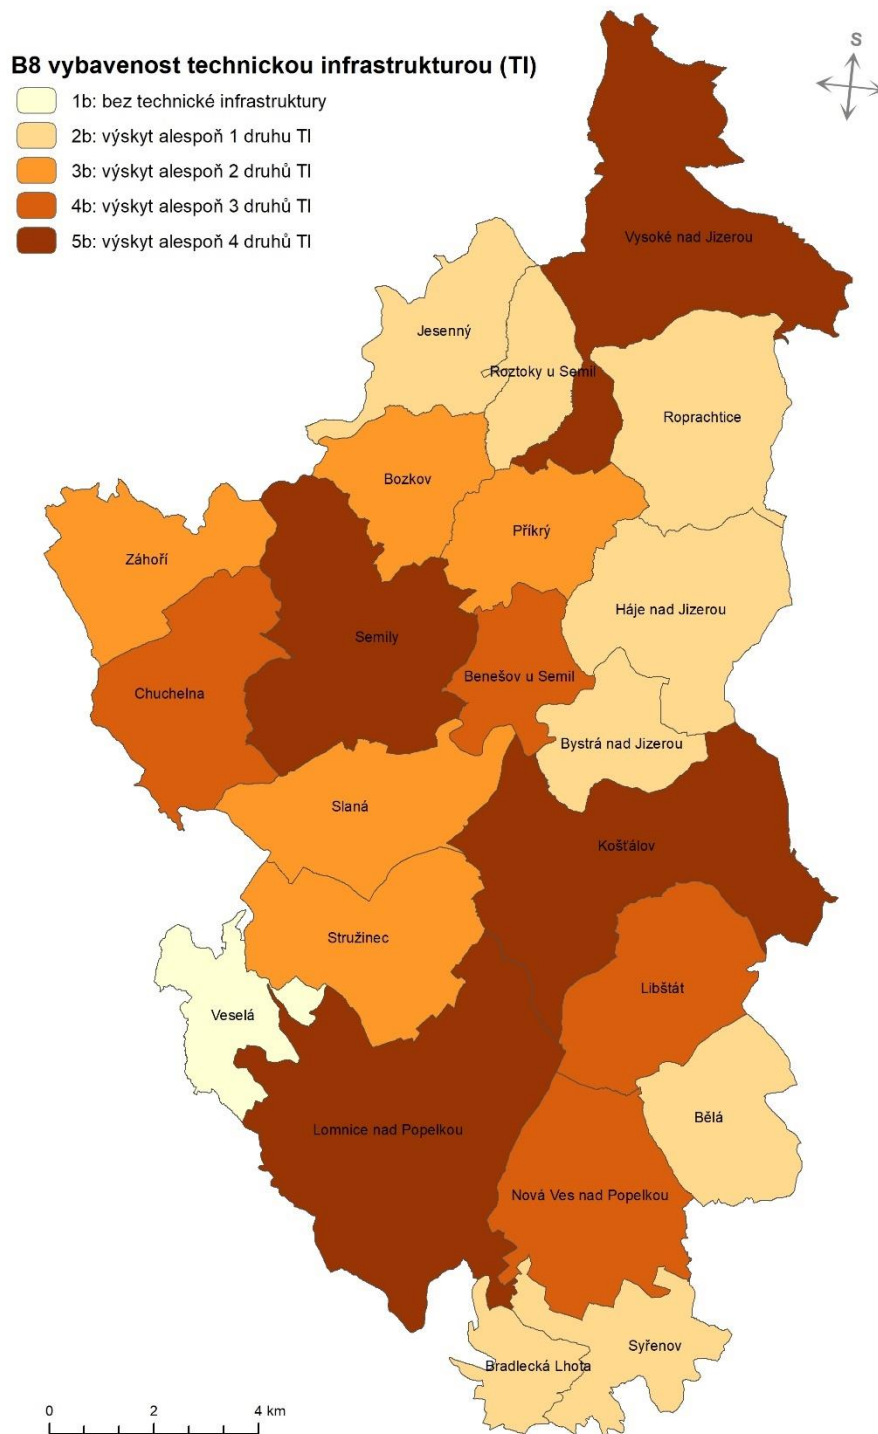 S
B8 vybavenost technickou infrastrukturou (TI)
1b: bez technické infrastruktury
2b: výskyt alespoň 1 druhu TI
3b: výskyt alespoň 2 druhů TI
4b: výskyt alespoň 3 druhů TI
5b: výskyt alespoň 4 druhů TI
Vysoké nad Jizerou
Jesenný
Roztoky u Semil
Roprachtice
Bozkov
Příkrý
Záhoří
Háje nad Jizerou
Semily
Benešov u Semil
Chuchelna
Bystrá nad Jizerou
Slaná
Košťálov
Stružinec
Libštát
Veselá
Bělá
Lomnice nad Popelkou
Nová Ves nad Popelkou
Syřenov
Bradlecká Lhota
0 2 4 km